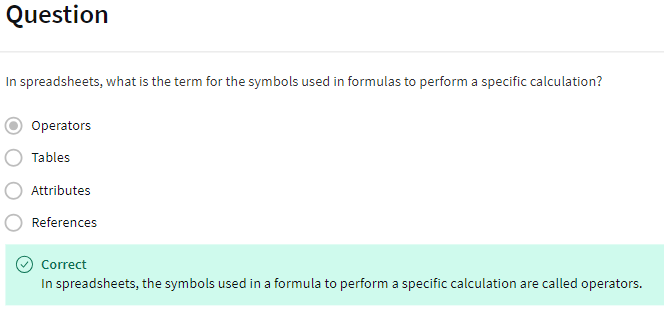 Question
In spreadsheets, what is the term for the symbols used in formulas to perform a specific calculation?
Operators
Tables
Attributes
References
Correct
In spreadsheets, the symbols used in a formula to perform a specific calculation are called operators.